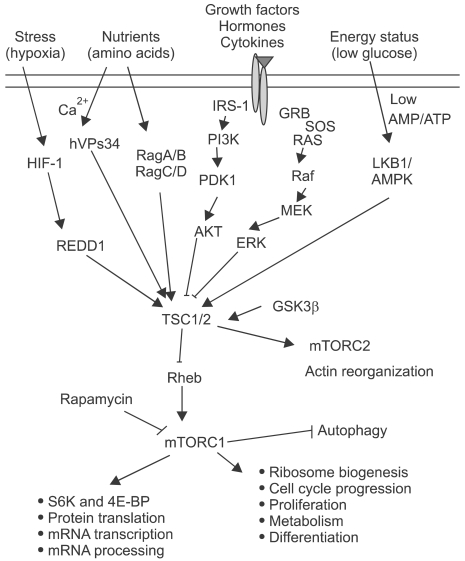 Growth factors
Hormones
Cytokines
Stress
(hypoxia)
Nutrients
(amino acids)
Energy status
(low glucose)
Ca2+
hVPs34
HIF-1
REDD1
RagA/B
RagC/D
IRS-1
PI3K
PDK1
AKT
GRB
SOS
RAS
Raf
MEK
ERK
Low
AMP/ATP
LKB1/
AMPK
GSK3β
TSC1/2
mTORC2
Actin reorganization
Rheb
Rapamycin
mTORC1
Autophagy
• S6K and 4E-BP
• Protein translation
• mRNA transcription
• mRNA processing
• Ribosome biogenesis
• Cell cycle progression
• Proliferation
• Metabolism
• Differentiation